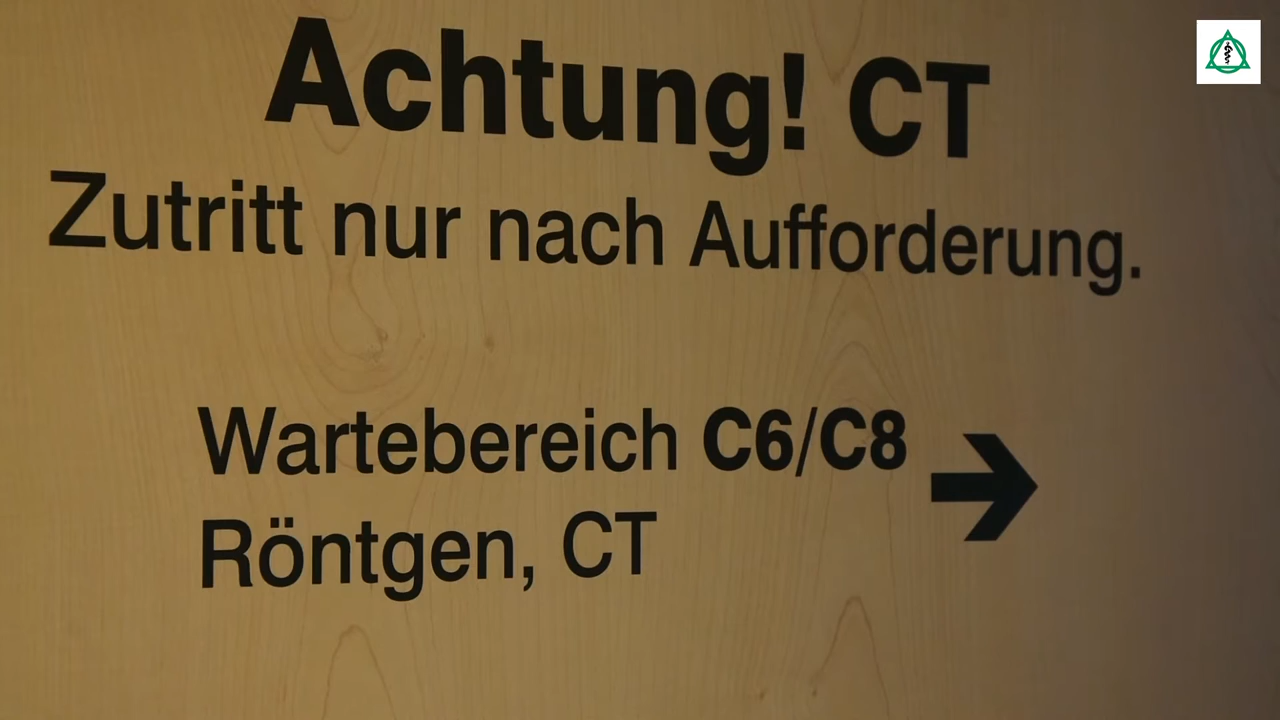 Achtung! CT
Zutritt nur nach Aufforderung.
Wartebereich C6/C8
Röntgen, CT